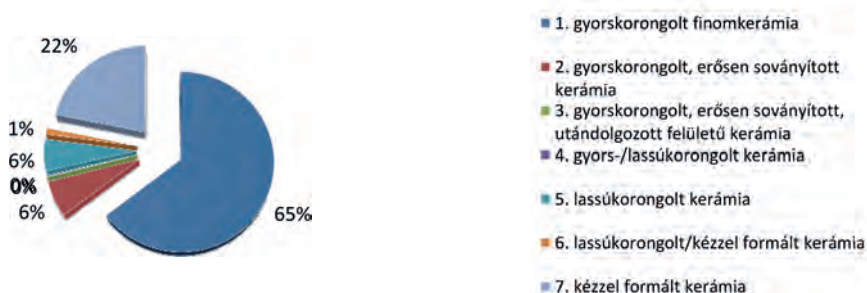 22%
1%
6%
0%
6%
65%
1. gyorskorongolt finomkerámia
2. gyorskorongolt, erősen soványított
kerámia
3. gyorskorongolt, erősen soványított,
utándolgozott felületű kerámia
4. gyors-/lassúkorongolt kerámia
5. lassúkorongolt kerámia
6. lassúkorongolt/kézzel formált kerámia
7. kézzel formált kerámia